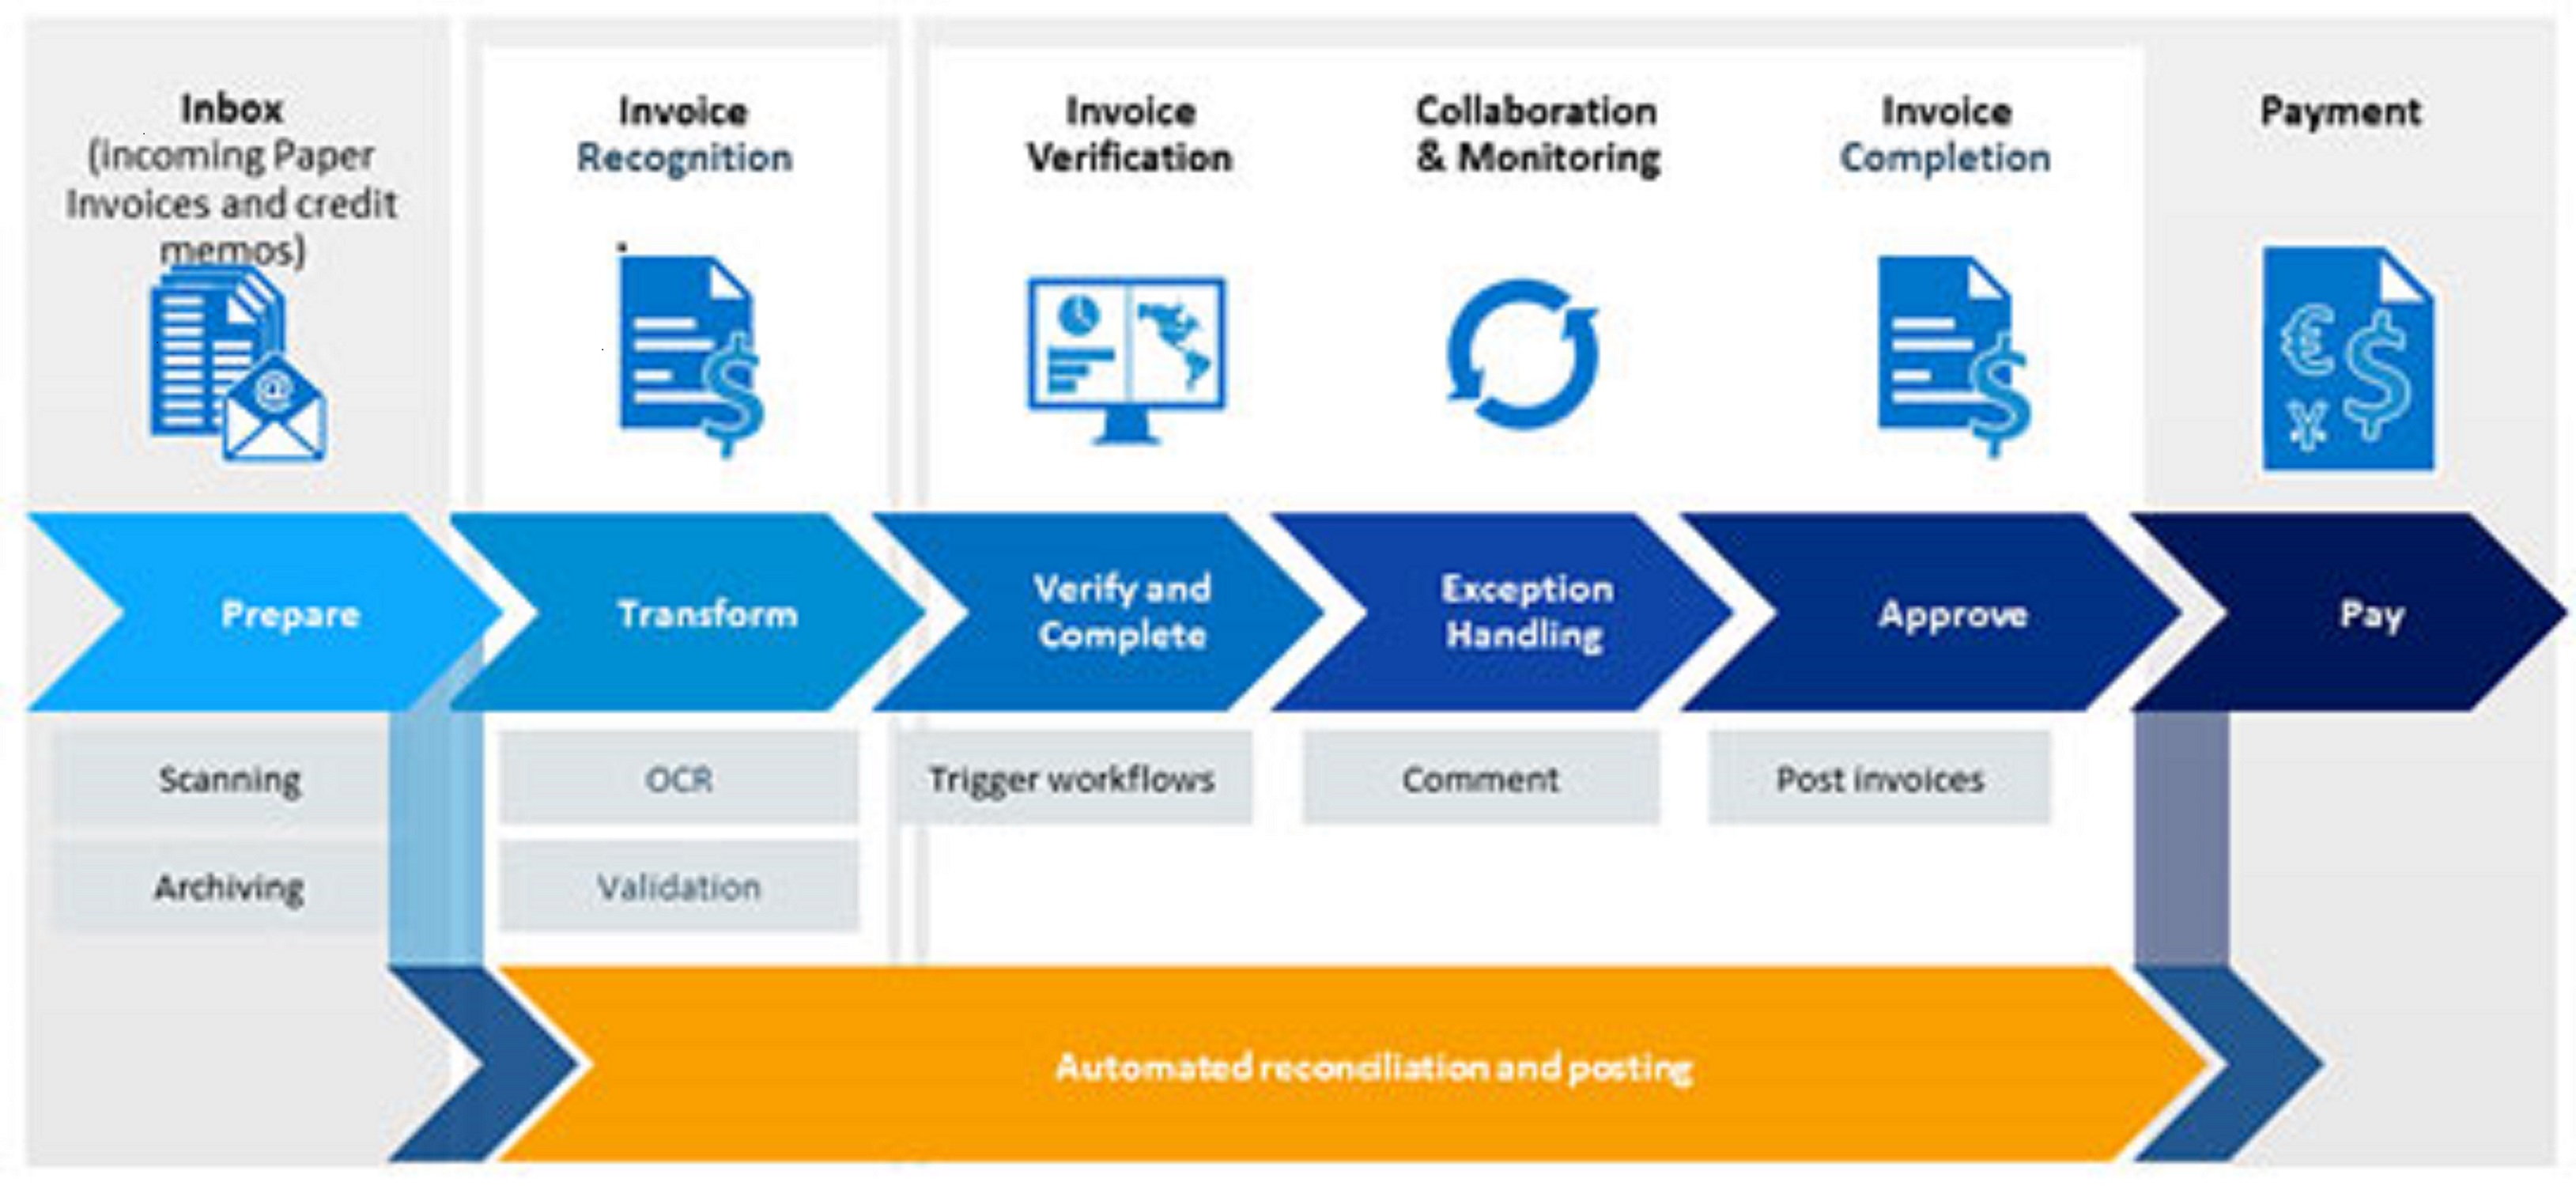 Inbox
(incoming Paper
Invoices and credit
memos)
Invoice
Recognition
Invoice
Verification
Collaboration
& Monitoring
Invoice
Completion
Payment
Prepare
Transform
Verify and
Complete
Exception
Handling
Approve
Pay
Scanning
OCR
Trigger workflows
Comment
Post invoices
Archiving
Validation
Automated reconciliation and posting